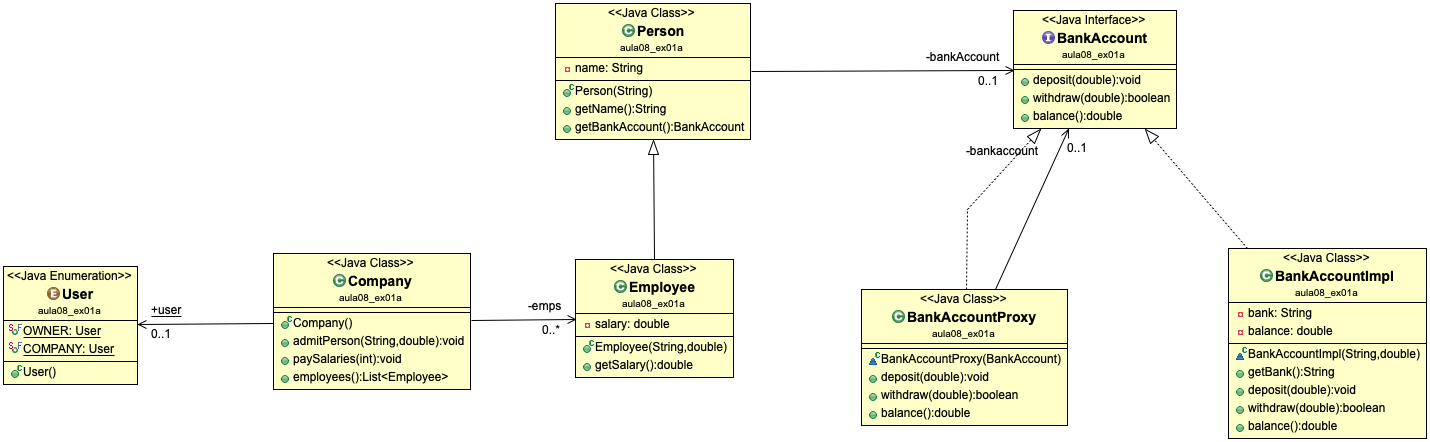 <<Java Class>>
Person
aula08_ex01a
name: String
Person(String)
getName():String
getBankAccount():BankAccount
-bankAccount
0..1
<<Java Interface>>
BankAccount
aula08_ex01a
deposit(double):void
withdraw(double):boolean
balance():double
-bankaccount
0..1
<<Java Enumeration>>
User
aula08_ex01a
OWNER: User
COMPANY: User
User()
+user
0..1
<<Java Class>>
Company
aula08_ex01a
Company()
admitPerson(String,double):void
paySalaries(int):void
employees():List<Employee>
-emps
0..*
<<Java Class>>
Employee
aula08_ex01a
salary: double
Employee(String,double)
getSalary():double
<<Java Class>>
BankAccountProxy
aula08_ex01a
BankAccountProxy(BankAccount)
deposit(double):void
withdraw(double):boolean
balance():double
<<Java Class>>
BankAccountImpl
aula08_ex01a
bank: String
balance: double
BankAccountImpl(String,double)
getBank():String
deposit(double):void
withdraw(double):boolean
balance():double